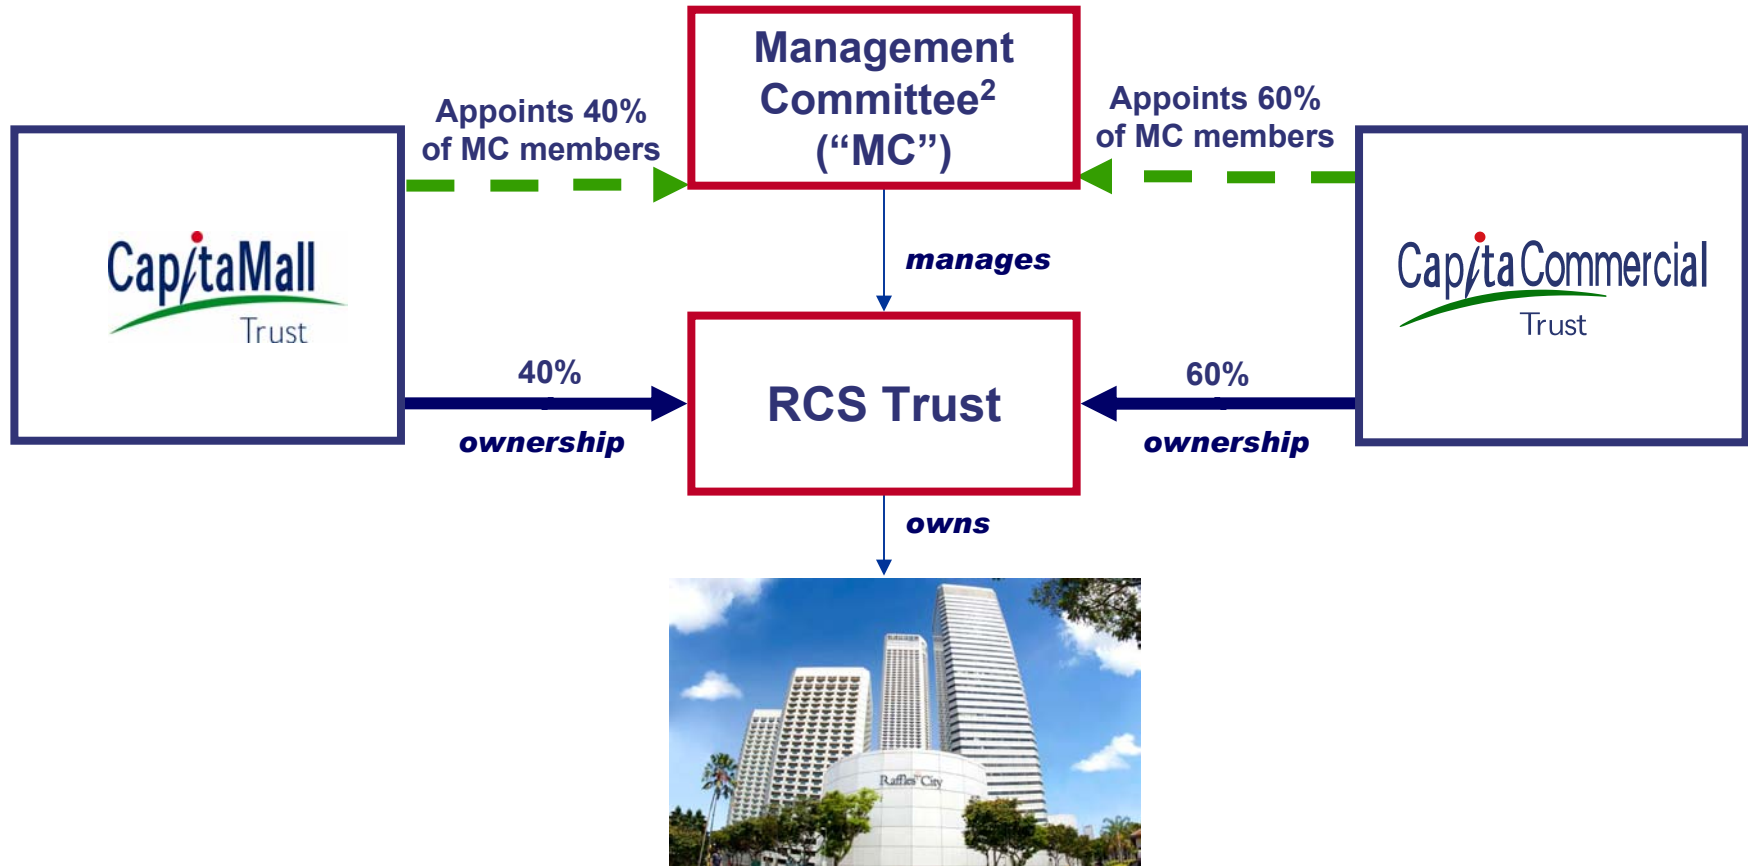 Management
Committee²
(“MC”)
Appoints 40%
of MC members
Appoints 60%
of MC members
CapitaMall
Trust
manages
CapitaCommercial
Trust
40%
ownership
RCS Trust
60%
ownership
owns
Raffles City